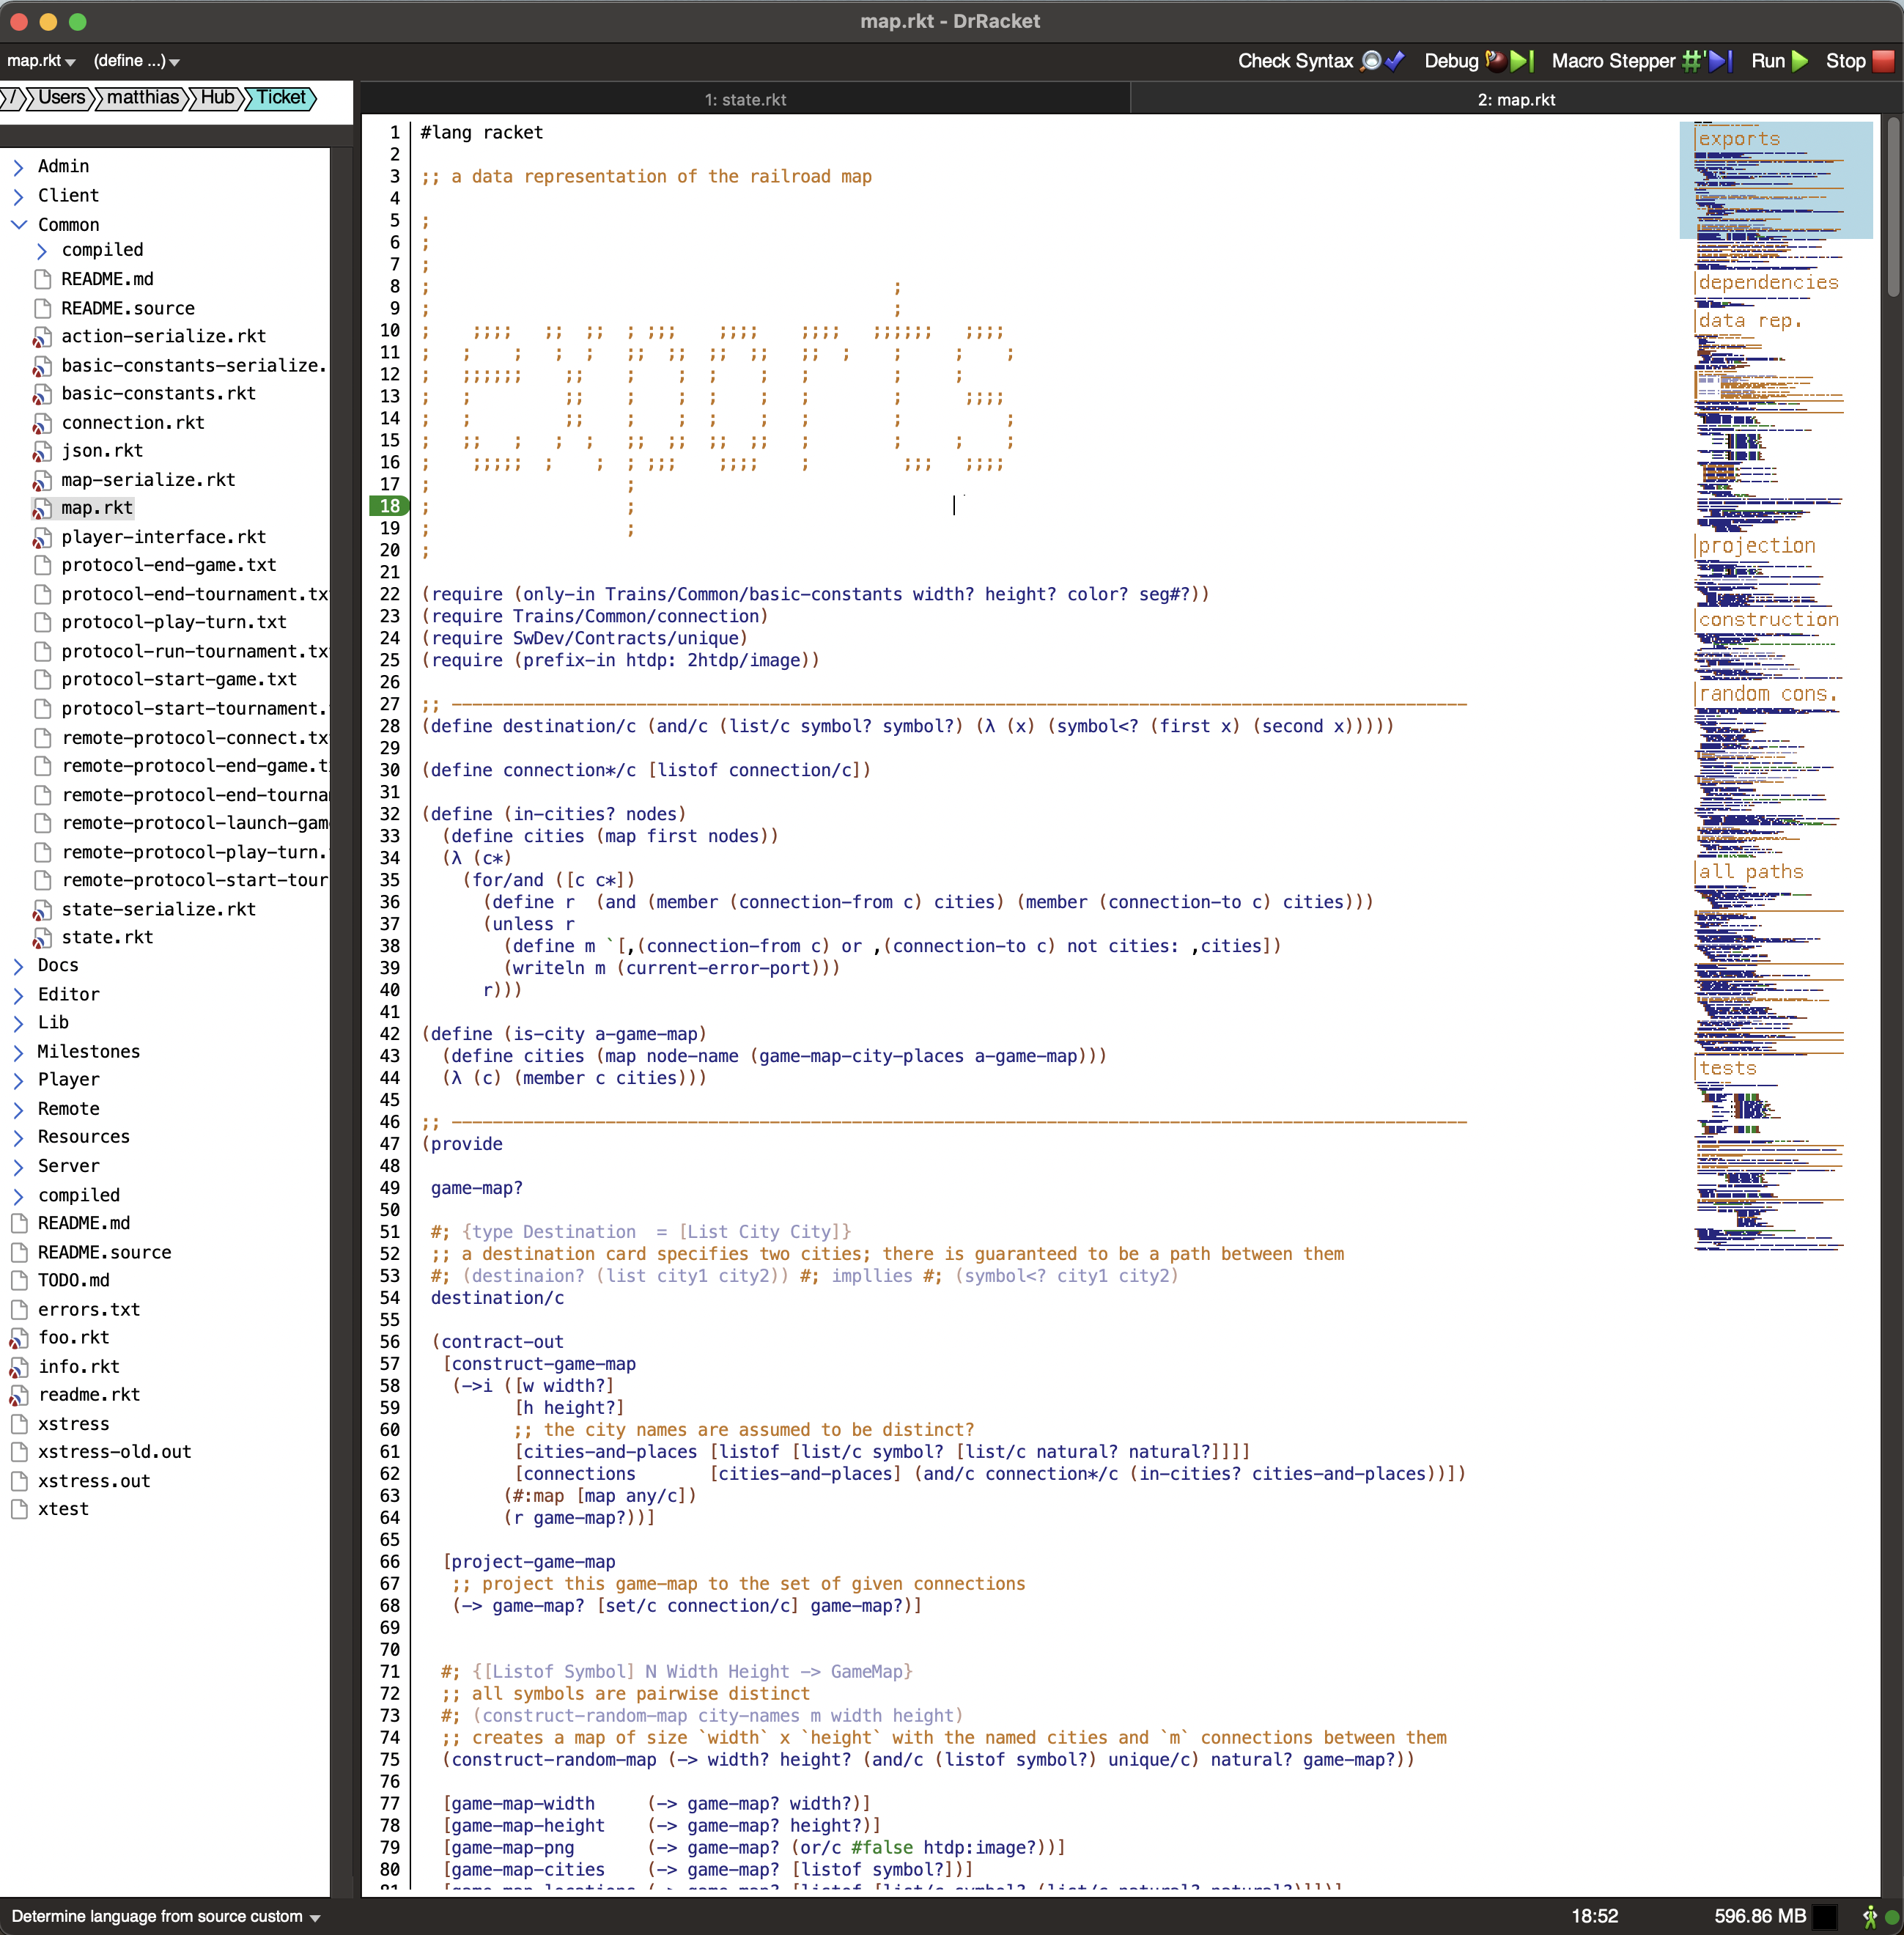 map.rkt - DrRacket
map.rkt (define ...) Check Syntax Debug Macro Stepper Run Stop
/ Users matthias Hub Ticket
1: state.rkt
2: map.rkt
Admin
Client
Common
compiled
README.md
README.source
action-serialize.rkt
basic-constants-serialize.
basic-constants.rkt
connection.rkt
json.rkt
map-serialize.rkt
map.rkt
player-interface.rkt
protocol-end-game.txt
protocol-end-tournament.tx
protocol-play-turn.txt
protocol-run-tournament.tx
protocol-start-game.txt
protocol-start-tournament.
remote-protocol-connect.tx
remote-protocol-end-game.t
remote-protocol-end-tourna
remote-protocol-launch-gam
remote-protocol-play-turn.
remote-protocol-start-tour
state-serialize.rkt
state.rkt
Docs
Editor
Lib
Milestones
Player
Remote
Resources
Server
compiled
README.md
README.source
TODO.md
errors.txt
foo.rkt
info.rkt
readme.rkt
xstress
xstress-old.out
xstress.out
xtest
1 #lang racket
2
3 ;; a data representation of the railroad map
4
5 ;
6 ;
7 ;
8 ; ;
9 ; ;
10 ; ;;;; ;; ;; ; ;;; ;;;; ;;;; ;;;;;; ;;;;
11 ; ; ; ; ; ;; ;; ;; ;; ;; ; ; ; ;
12 ; ;;;;;; ;; ; ; ; ; ; ; ;
13 ; ; ;; ; ; ; ; ; ; ;;;;
14 ; ; ;; ; ; ; ; ; ; ;
15 ; ;; ; ; ; ;; ;; ;; ;; ; ; ; ;
16 ; ;;;;; ; ; ; ;;; ;;;; ; ;;; ;;;;
17 ; ;
18 ; ;
19 ; ;
20 ;
21
22 (require (only-in Trains/Common/basic-constants width? height? color? seg#?))
23 (require Trains/Common/connection)
24 (require SwDev/Contracts/unique)
25 (require (prefix-in htdp: 2htdp/image))
26
27 ;; ---------------------------------------------------------------------------------------------------
28 (define destination/c (and/c (list/c symbol? symbol?) (λ (x) (symbol<? (first x) (second x)))))
29
30 (define connection*/c [listof connection/c])
31
32 (define (in-cities? nodes)
33 (define cities (map first nodes))
34 (λ (c*)
35 (for/and ([c c*])
36 (define r (and (member (connection-from c) cities) (member (connection-to c) cities)))
37 (unless r
38 (define m `[,(connection-from c) or ,(connection-to c) not cities: ,cities])
39 (writeln m (current-error-port)))
40 r)))
41
42 (define (is-city a-game-map)
43 (define cities (map node-name (game-map-city-places a-game-map)))
44 (λ (c) (member c cities)))
45
46 ;; ---------------------------------------------------------------------------------------------------
47 (provide
48
49 game-map?
50
51 #; {type Destination = [List City City]}
52 ;; a destination card specifies two cities; there is guaranteed to be a path between them
53 #; (destinaion? (list city1 city2)) #; impllies #; (symbol<? city1 city2)
54 destination/c
55
56 (contract-out
57 [construct-game-map
58 (->i ([w width?]
59 [h height?]
60 ;; the city names are assumed to be distinct?
61 [cities-and-places [listof [list/c symbol? [list/c natural? natural?]]]]
62 [connections [cities-and-places] (and/c connection*/c (in-cities? cities-and-places))])
63 (#:map [map any/c])
64 (r game-map?))]
65
66 [project-game-map
67 ;; project this game-map to the set of given connections
68 (-> game-map? [set/c connection/c] game-map?)]
69
70
71 #; {[Listof Symbol] N Width Height -> GameMap}
72 ;; all symbols are pairwise distinct
73 #; (construct-random-map city-names m width height)
74 ;; creates a map of size `width` x `height` with the named cities and `m` connections between them
75 (construct-random-map (-> width? height? (and/c (listof symbol?) unique/c) natural? game-map?))
76
77 [game-map-width (-> game-map? width?)]
78 [game-map-height (-> game-map? height?)]
79 [game-map-png (-> game-map? (or/c #false htdp:image?))]
80 [game-map-cities (-> game-map? [listof symbol?])]
81 [game-map-locations (-> game-map? [listof [list/c symbol? (list/c natural? natural?)]])]
exports
dependencies
data rep.
projection
construction
random cons.
all paths
tests
Determine language from source custom 18:52 596.86 MB